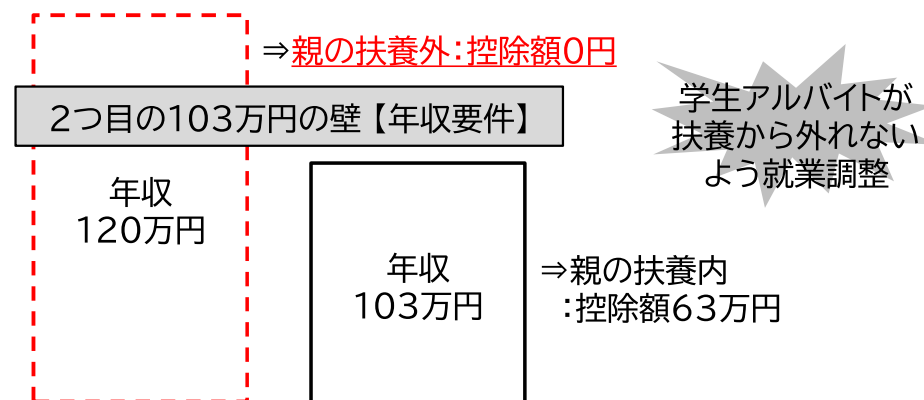 ⇒親の扶養外：控除額0円
2つ目の103万円の壁【年収要件】
学生アルバイトが
扶養から外れない
よう就業調整
年収
120万円
年収
103万円
⇒親の扶養内
：控除額63万円